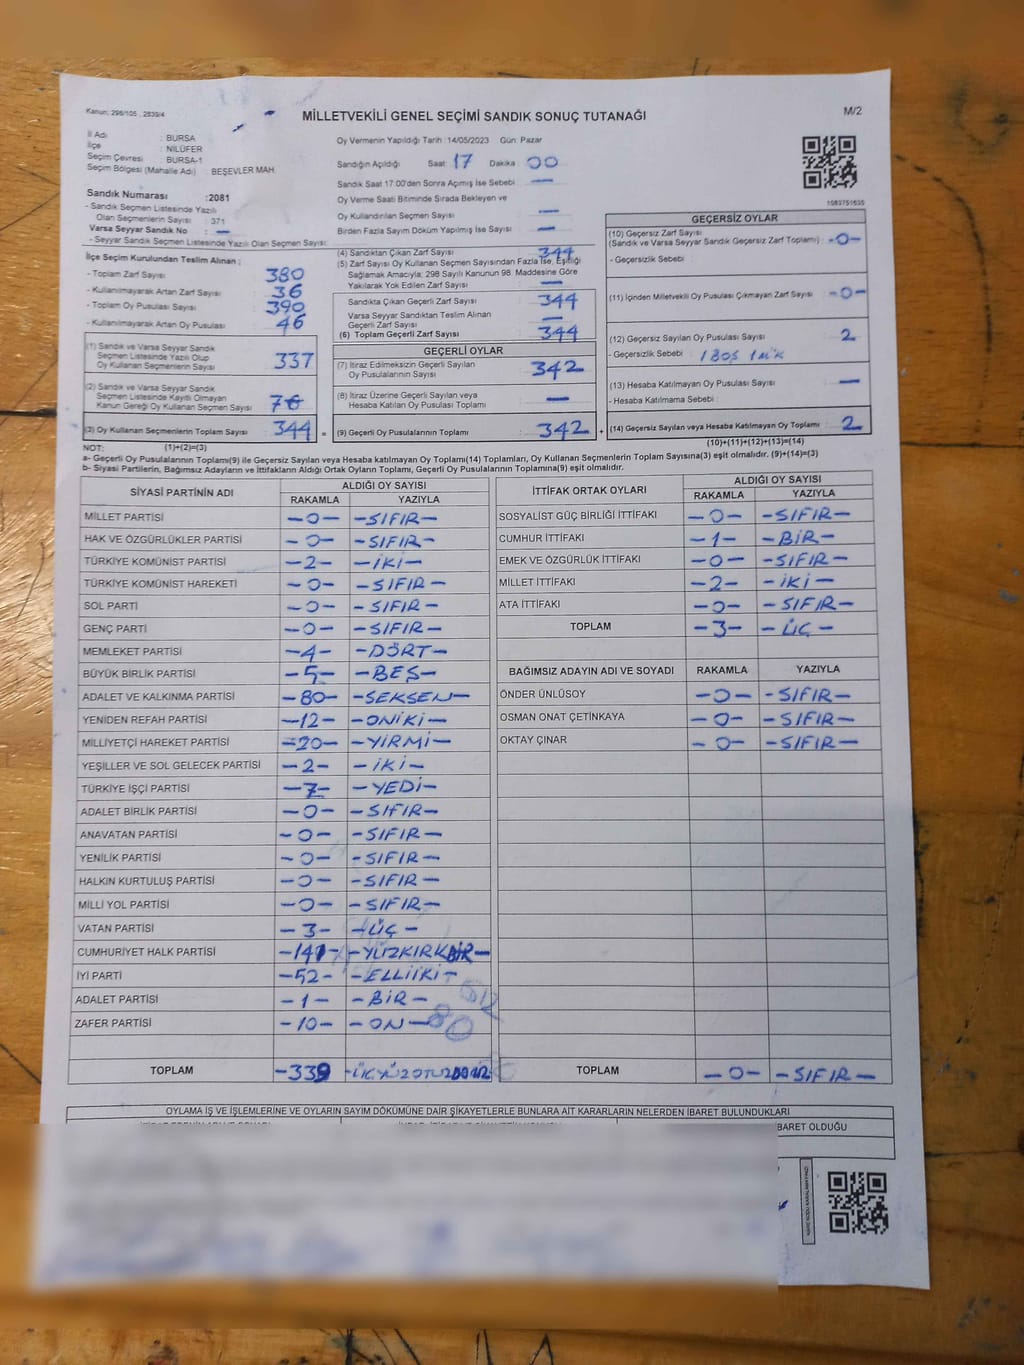 Kanun; 298/105 , 2839/4
MİLLETVEKİLİ GENEL SEÇİMİ SANDIK SONUÇ TUTANAĞI
M/2
İl Adı : BURSA
İlçe : NİLÜFER
Seçim Çevresi : BURSA-1
Seçim Bölgesi (Mahalle Adı) BEŞEVLER MAH.
Sandık Numarası :2081
- Sandık Seçmen Listesinde Yazılı
Olan Seçmenlerin Sayısı : 371
Varsa Seyyar Sandık No : —
- Seyyar Sandık Seçmen Listesinde Yazılı Olan Seçmen Sayısı:
Oy Vermenin Yapıldığı Tarih :14/05/2023 Gün: Pazar
Sandığın Açıldığı Saat: 17 Dakika : 00
Sandık Saat 17:00'den Sonra Açılmış İse Sebebi : —
Oy Verme Saati Bitiminde Sırada Bekleyen ve
Oy Kullandırılan Seçmen Sayısı : —
Birden Fazla Sayım Döküm Yapılmış İse Sayısı : —
1083751635
İlçe Seçim Kurulundan Teslim Alınan :
- Toplam Zarf Sayısı : 380
- Kullanılmayarak Artan Zarf Sayısı : 36
- Toplam Oy Pusulası Sayısı : 390
- Kullanılmayarak Artan Oy Pusulası : 46
(1) Sandık ve Varsa Seyyar Sandık
Seçmen Listesinde Yazılı Olup
Oy Kullanan Seçmenlerin Sayısı : 337
(2) Sandık ve Varsa Seyyar Sandık
Seçmen Listesinde Kayıtlı Olmayan
Kanun Gereği Oy Kullanan Seçmen Sayısı :
(3) Oy Kullanan Seçmenlerin Toplam Sayısı : 344
(4) Sandıktan Çıkan Zarf Sayısı : 344
(5) Zarf Sayısı Oy Kullanan Seçmen Sayısından Fazla İse, Eşitliği
Sağlamak Amacıyla; 298 Sayılı Kanunun 98. Maddesine Göre
Yakılarak Yok Edilen Zarf Sayısı : —
Sandıkta Çıkan Geçerli Zarf Sayısı : 344
Varsa Seyyar Sandıktan Teslim Alınan
Geçerli Zarf Sayısı : —
(6) Toplam Geçerli Zarf Sayısı : 344
GEÇERLİ OYLAR
(7) İtiraz Edilmeksizin Geçerli Sayılan
Oy Pusulalarının Sayısı : 342
(8) İtiraz Üzerine Geçerli Sayılan veya
Hesaba Katılan Oy Pusulası Toplamı : —
= (9) Geçerli Oy Pusulalarının Toplamı : 342
GEÇERSİZ OYLAR
(10) Geçersiz Zarf Sayısı
(Sandık ve Varsa Seyyar Sandık Geçersiz Zarf Toplamı) : -0-
- Geçersizlik Sebebi :
(11) İçinden Milletvekili Oy Pusulası Çıkmayan Zarf Sayısı : -0-
(12) Geçersiz Sayılan Oy Pusulası Sayısı : 2
- Geçersizlik Sebebi : 1 BOŞ
(13) Hesaba Katılmayan Oy Pusulası Sayısı : —
- Hesaba Katılmama Sebebi :
+ (14) Geçersiz Sayılan veya Hesaba Katılmayan Oy Toplamı : 2
NOT: (1)+(2)=(3)
(10)+(11)+(12)+(13)=(14)
a- Geçerli Oy Pusulalarının Toplamı(9) ile Geçersiz Sayılan veya Hesaba Katılmayan Oy Toplamı(14) Toplamları, Oy Kullanan Seçmenlerin Toplam Sayısına(3) eşit olmalıdır. (9)+(14)=(3)
b- Siyasi Partilerin, Bağımsız Adayların ve İttifakların Aldığı Ortak Oyların Toplamı, Geçerli Oy Pusulalarının Toplamına(9) eşit olmalıdır.
SİYASİ PARTİNİN ADI ALDIĞI OY SAYISI
RAKAMLA YAZIYLA
MİLLET PARTİSİ -0- -SIFIR-
HAK VE ÖZGÜRLÜKLER PARTİSİ -0- -SIFIR-
TÜRKİYE KOMÜNİST PARTİSİ -2- -İKİ-
TÜRKİYE KOMÜNİST HAREKETİ -0- -SIFIR-
SOL PARTİ -0- -SIFIR-
GENÇ PARTİ -0- -SIFIR-
MEMLEKET PARTİSİ -4- -DÖRT-
BÜYÜK BİRLİK PARTİSİ -5- -BEŞ-
ADALET VE KALKINMA PARTİSİ -80- -SEKSEN-
YENİDEN REFAH PARTİSİ -12- -ONİKİ-
MİLLİYETÇİ HAREKET PARTİSİ -20- -YİRMİ-
YEŞİLLER VE SOL GELECEK PARTİSİ -2- -İKİ-
TÜRKİYE İŞÇİ PARTİSİ -7- -YEDİ-
ADALET BİRLİK PARTİSİ -0- -SIFIR-
ANAVATAN PARTİSİ -0- -SIFIR-
YENİLİK PARTİSİ -0- -SIFIR-
HALKIN KURTULUŞ PARTİSİ -0- -SIFIR-
MİLLİ YOL PARTİSİ -0- -SIFIR-
VATAN PARTİSİ -3- -ÜÇ-
CUMHURİYET HALK PARTİSİ -141- -YÜZKIRKBİR-
İYİ PARTİ -52- -ELLİİKİ-
ADALET PARTİSİ -1- -BİR-
ZAFER PARTİSİ -10- -ON-
TOPLAM -339
İTTİFAK ORTAK OYLARI ALDIĞI OY SAYISI
RAKAMLA YAZIYLA
SOSYALİST GÜÇ BİRLİĞİ İTTİFAKI -0- -SIFIR-
CUMHUR İTTİFAKI -1- -BİR-
EMEK VE ÖZGÜRLÜK İTTİFAKI -0- -SIFIR-
MİLLET İTTİFAKI -2- -İKİ-
ATA İTTİFAKI -0- -SIFIR-
TOPLAM -3- -ÜÇ-
BAĞIMSIZ ADAYIN ADI VE SOYADI RAKAMLA YAZIYLA
ÖNDER ÜNLÜSOY -0- -SIFIR-
OSMAN ONAT ÇETİNKAYA -0- -SIFIR-
OKTAY ÇINAR -0- -SIFIR-
TOPLAM -0- -SIFIR-
OYLAMA İŞ VE İŞLEMLERİNE VE OYLARIN SAYIM DÖKÜMÜNE DAİR ŞİKAYETLERLE BUNLARA AİT KARARLARIN NELERDEN İBARET BULUNDUKLARI
BARET OLDUĞU